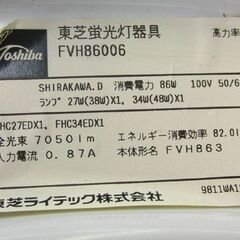 Toshiba
東芝蛍光灯器具
高力率
FVH86006
SHIRAKAWA.D 消費電力 86W 100V 50/6
ランプ 27W(38W)X1, 34W(48W)X1
HC27EDX1, FHC34EDX1
全光束 7050lm
エネルギー消費効率 82.0l
入力電流 0.87A
本体形名 FVH863
東芝ライテック株式会社
9811WA1